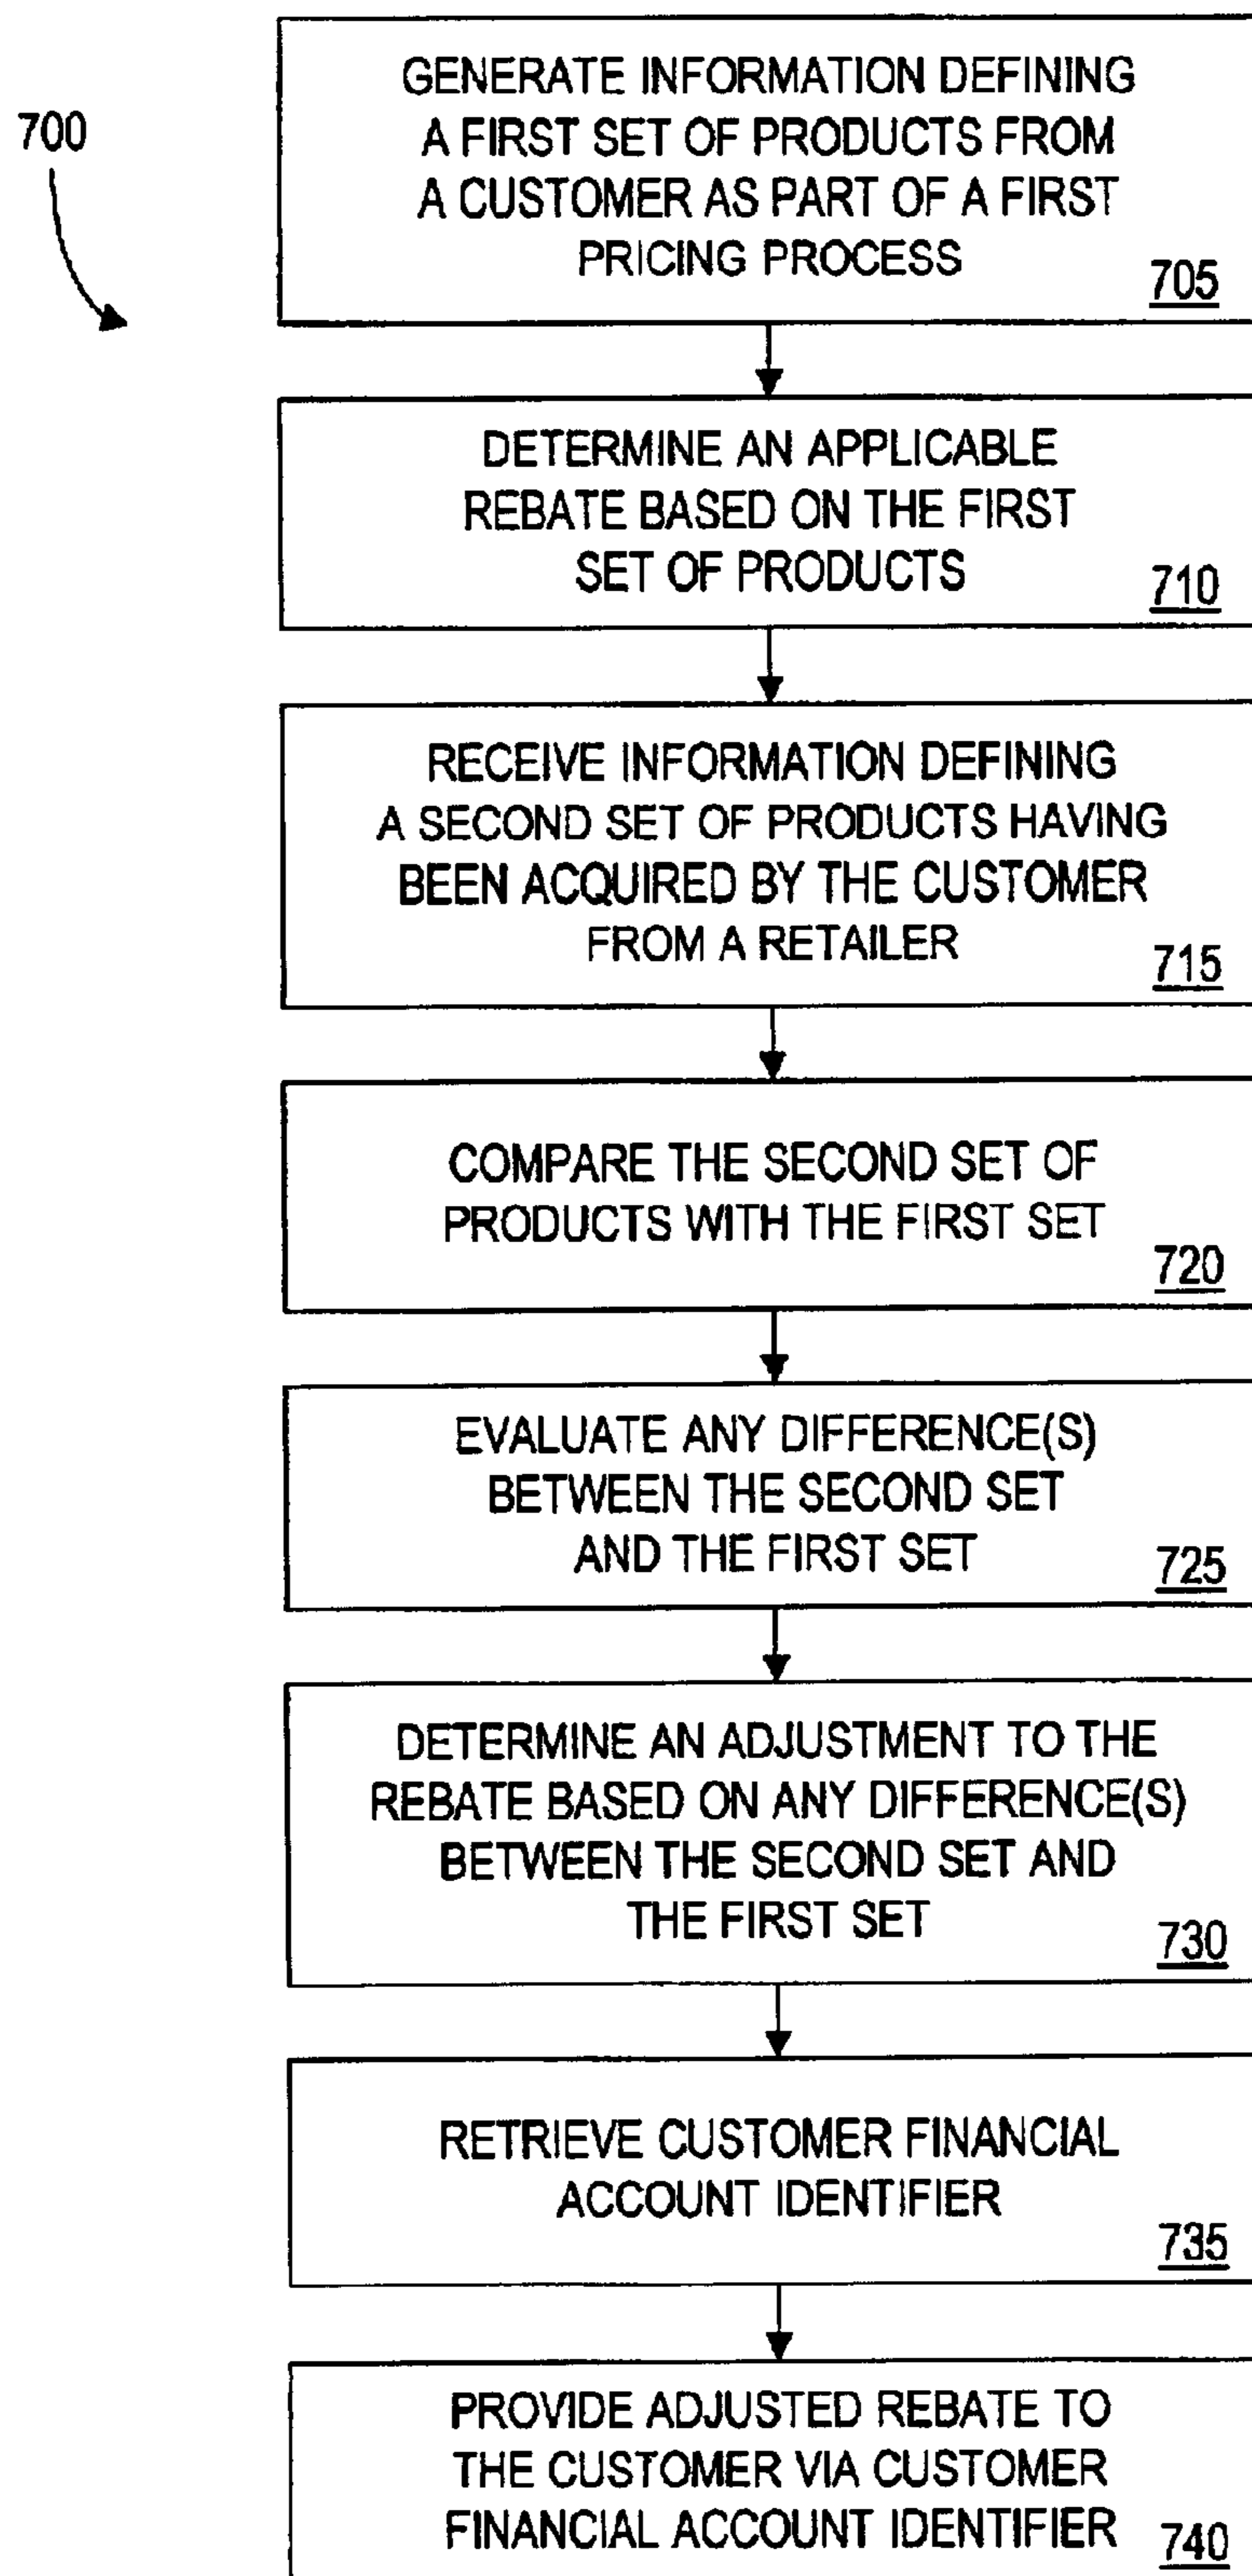 700
GENERATE INFORMATION DEFINING
A FIRST SET OF PRODUCTS FROM
A CUSTOMER AS PART OF A FIRST
PRICING PROCESS
705
DETERMINE AN APPLICABLE
REBATE BASED ON THE FIRST
SET OF PRODUCTS
710
RECEIVE INFORMATION DEFINING
A SECOND SET OF PRODUCTS HAVING
BEEN ACQUIRED BY THE CUSTOMER
FROM A RETAILER
715
COMPARE THE SECOND SET OF
PRODUCTS WITH THE FIRST SET
720
EVALUATE ANY DIFFERENCE(S)
BETWEEN THE SECOND SET
AND THE FIRST SET
725
DETERMINE AN ADJUSTMENT TO THE
REBATE BASED ON ANY DIFFERENCE(S)
BETWEEN THE SECOND SET AND
THE FIRST SET
730
RETRIEVE CUSTOMER FINANCIAL
ACCOUNT IDENTIFIER
735
PROVIDE ADJUSTED REBATE TO
THE CUSTOMER VIA CUSTOMER
FINANCIAL ACCOUNT IDENTIFIER
740